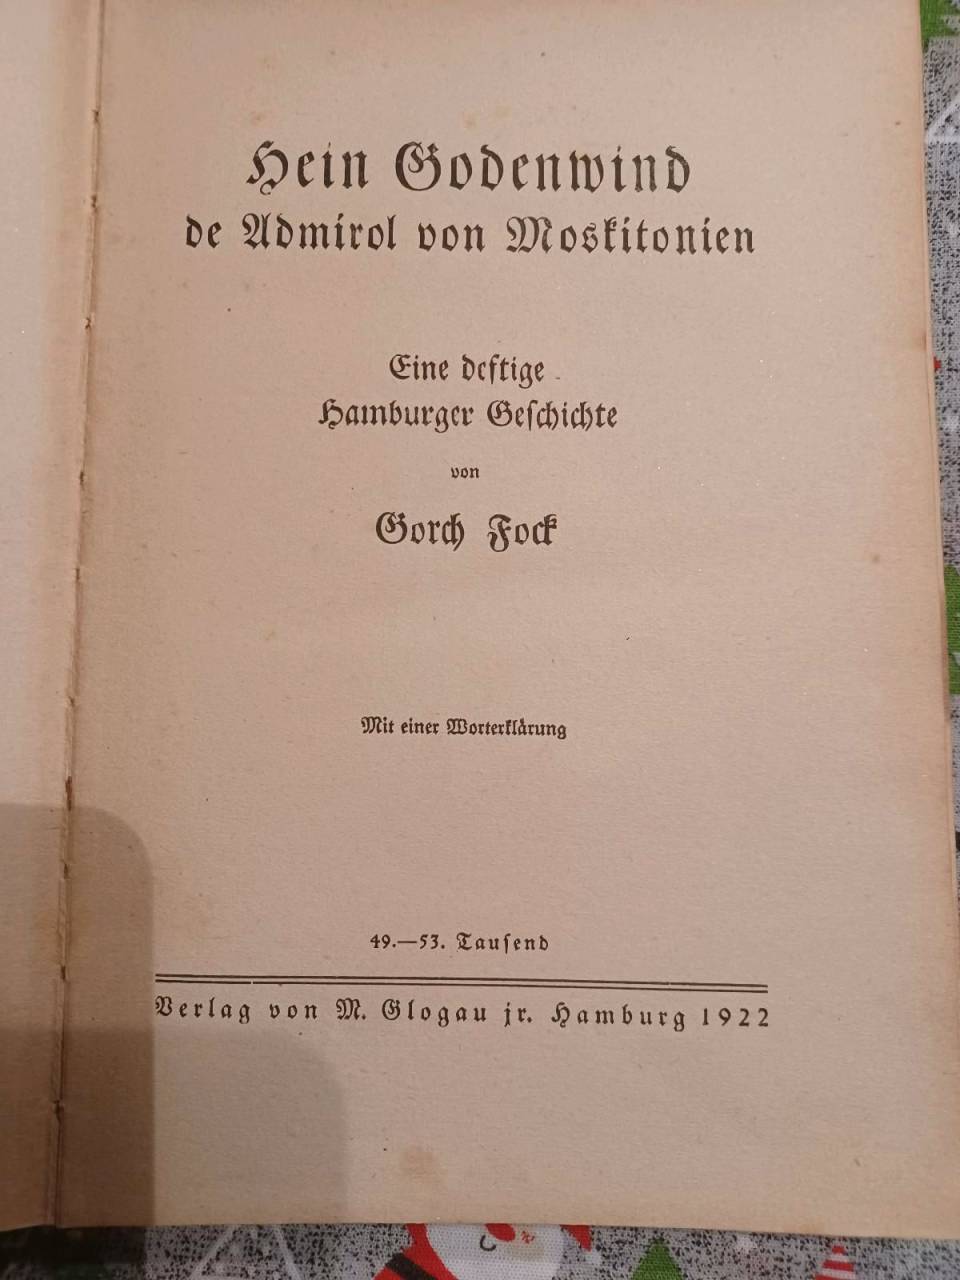 Hein Godenwind
de Admirol von Moskitonien
Eine deftige
Hamburger Geſchichte
von
Gorch Fock
Mit einer Worterklärung
49.—53. Tauſend
Verlag von M. Glogau jr. Hamburg 1922